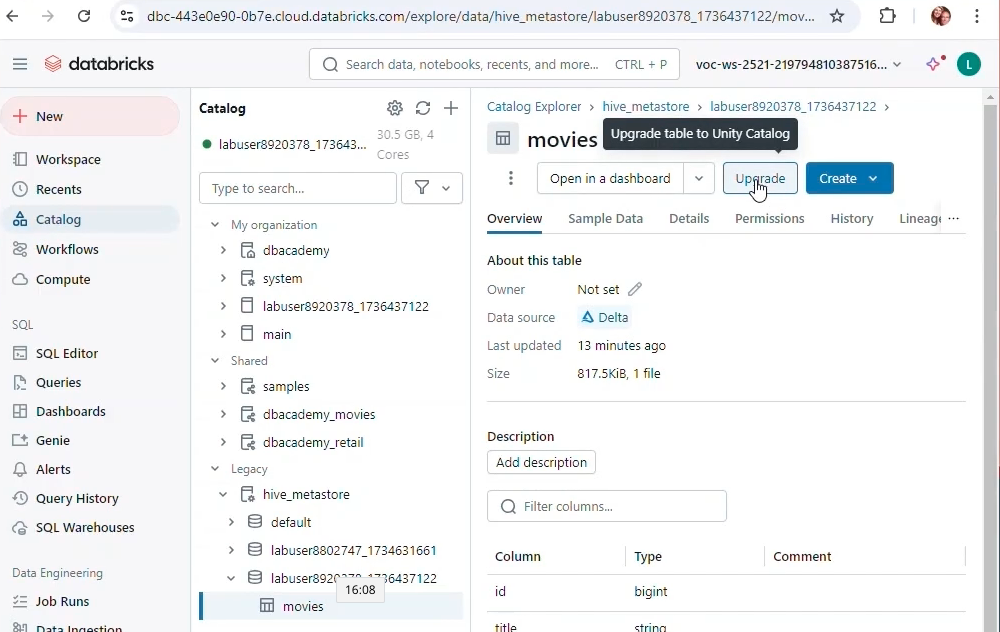 dbc-443e0e90-0b7e.cloud.databricks.com/explore/data/hive_metastore/labuser8920378_1736437122/mov...
databricks
Search data, notebooks, recents, and more... CTRL + P
voc-ws-2521-219794810387516...
L
New
Workspace
Recents
Catalog
Workflows
Compute
SQL
SQL Editor
Queries
Dashboards
Genie
Alerts
Query History
SQL Warehouses
Data Engineering
Job Runs
Data Ingestion
Catalog
labuser8920378_173643...
30.5 GB, 4
Cores
Type to search...
My organization
dbacademy
system
labuser8920378_1736437122
main
Shared
samples
dbacademy_movies
dbacademy_retail
Legacy
hive_metastore
default
labuser8802747_1734631661
labuser8920378_1736437122
16:08
movies
Catalog Explorer > hive_metastore > labuser8920378_1736437122 >
movies
Upgrade table to Unity Catalog
Open in a dashboard
Upgrade
Create
Overview Sample Data Details Permissions History Lineage ...
About this table
Owner Not set
Data source Delta
Last updated 13 minutes ago
Size 817.5KiB, 1 file
Description
Add description
Filter columns...
Column Type Comment
id bigint
title string